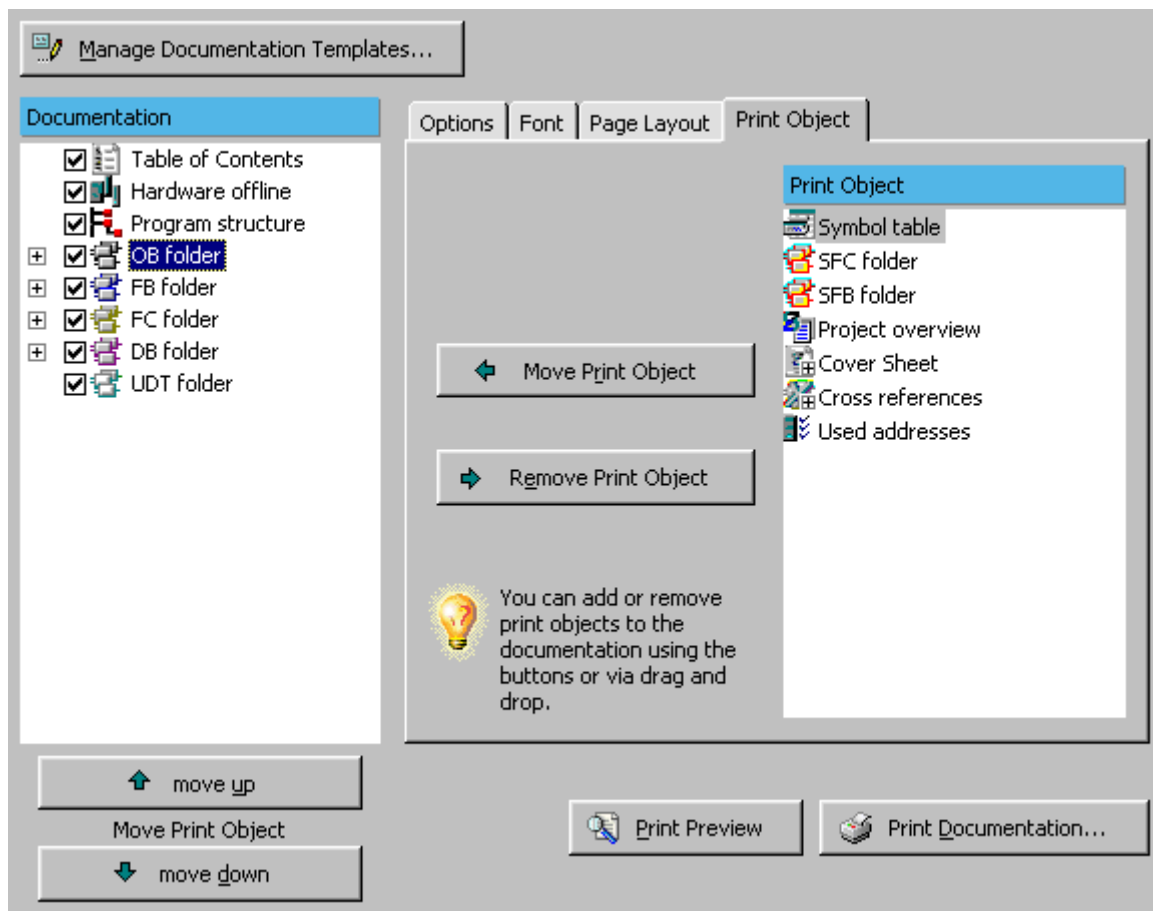 Manage Documentation Templates...
Documentation
Table of Contents
Hardware offline
Program structure
OB folder
FB folder
FC folder
DB folder
UDT folder
move up
Move Print Object
move down
Options
Font
Page Layout
Print Object
Move Print Object
Remove Print Object
You can add or remove
print objects to the
documentation using the
buttons or via drag and
drop.
Print Object
Symbol table
SFC folder
SFB folder
Project overview
Cover Sheet
Cross references
Used addresses
Print Preview
Print Documentation...